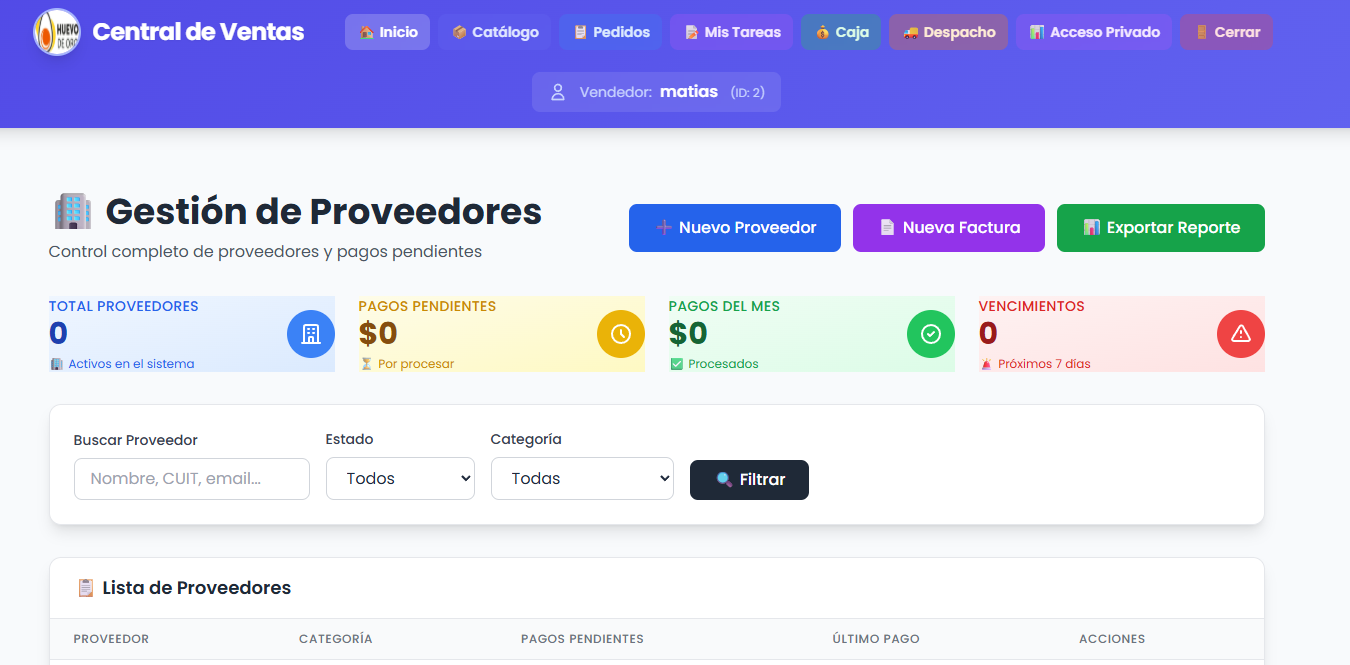 HUEVO
DE ORO
Central de Ventas
Inicio
Catálogo
Pedidos
Mis Tareas
Caja
Despacho
Acceso Privado
Cerrar
Vendedor: matias (ID: 2)
Gestión de Proveedores
Control completo de proveedores y pagos pendientes
Nuevo Proveedor
Nueva Factura
Exportar Reporte
TOTAL PROVEEDORES
0
Activos en el sistema
PAGOS PENDIENTES
$0
Por procesar
PAGOS DEL MES
$0
Procesados
VENCIMIENTOS
0
Próximos 7 días
Buscar Proveedor
Nombre, CUIT, email...
Estado
Todos
Categoría
Todas
Filtrar
Lista de Proveedores
PROVEEDOR CATEGORÍA PAGOS PENDIENTES ÚLTIMO PAGO ACCIONES